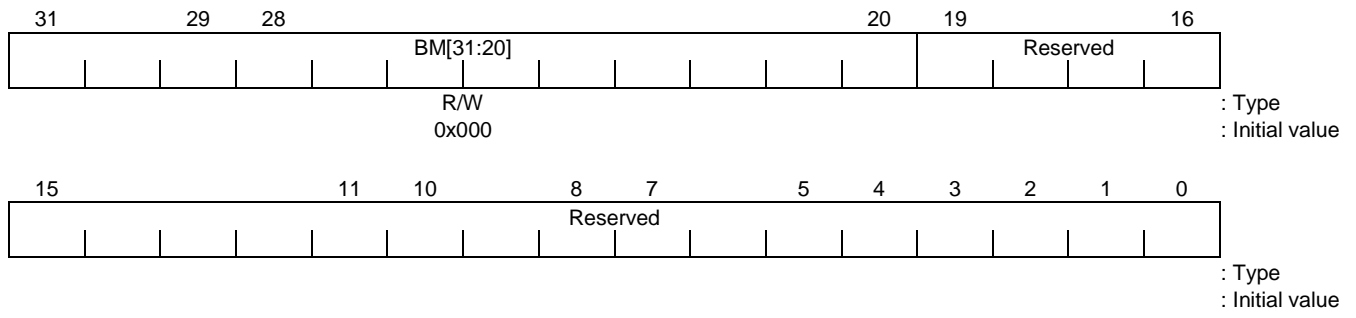 31 29 28 20 19 16
BM[31:20] Reserved
R/W : Type
0x000 : Initial value
15 11 10 8 7 5 4 3 2 1 0
Reserved
: Type
: Initial value